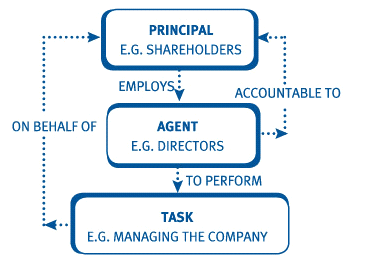 PRINCIPAL
E.G. SHAREHOLDERS
EMPLOYS
ACCOUNTABLE TO
ON BEHALF OF
AGENT
E.G. DIRECTORS
TO PERFORM
TASK
E.G. MANAGING THE COMPANY